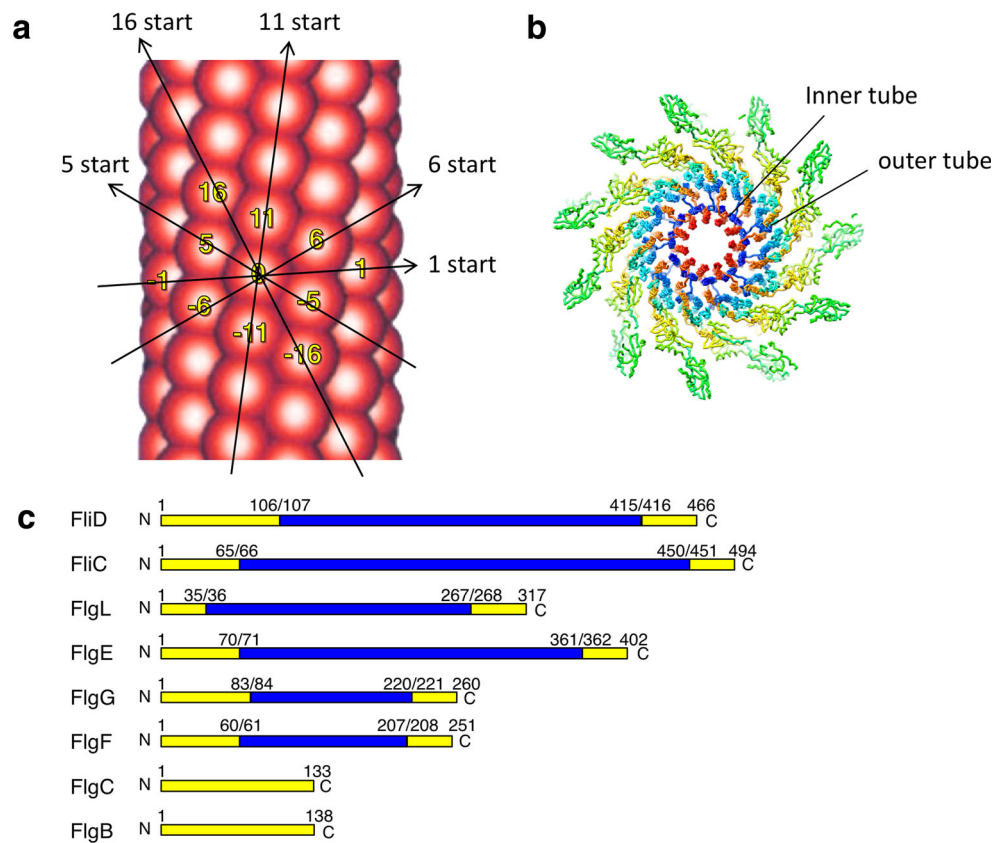 a
16 start
11 start
5 start
6 start
1 start
16
11
5
6
0
1
-1
-6
-5
-11
-16
b
Inner tube
outer tube
c
FliD N 1 106/107 415/416 466 C
FliC N 1 65/66 450/451 494 C
FlgL N 1 35/36 267/268 317 C
FlgE N 1 70/71 361/362 402 C
FlgG N 1 83/84 220/221 260 C
FlgF N 1 60/61 207/208 251 C
FlgC N 1 133 C
FlgB N 1 138 C